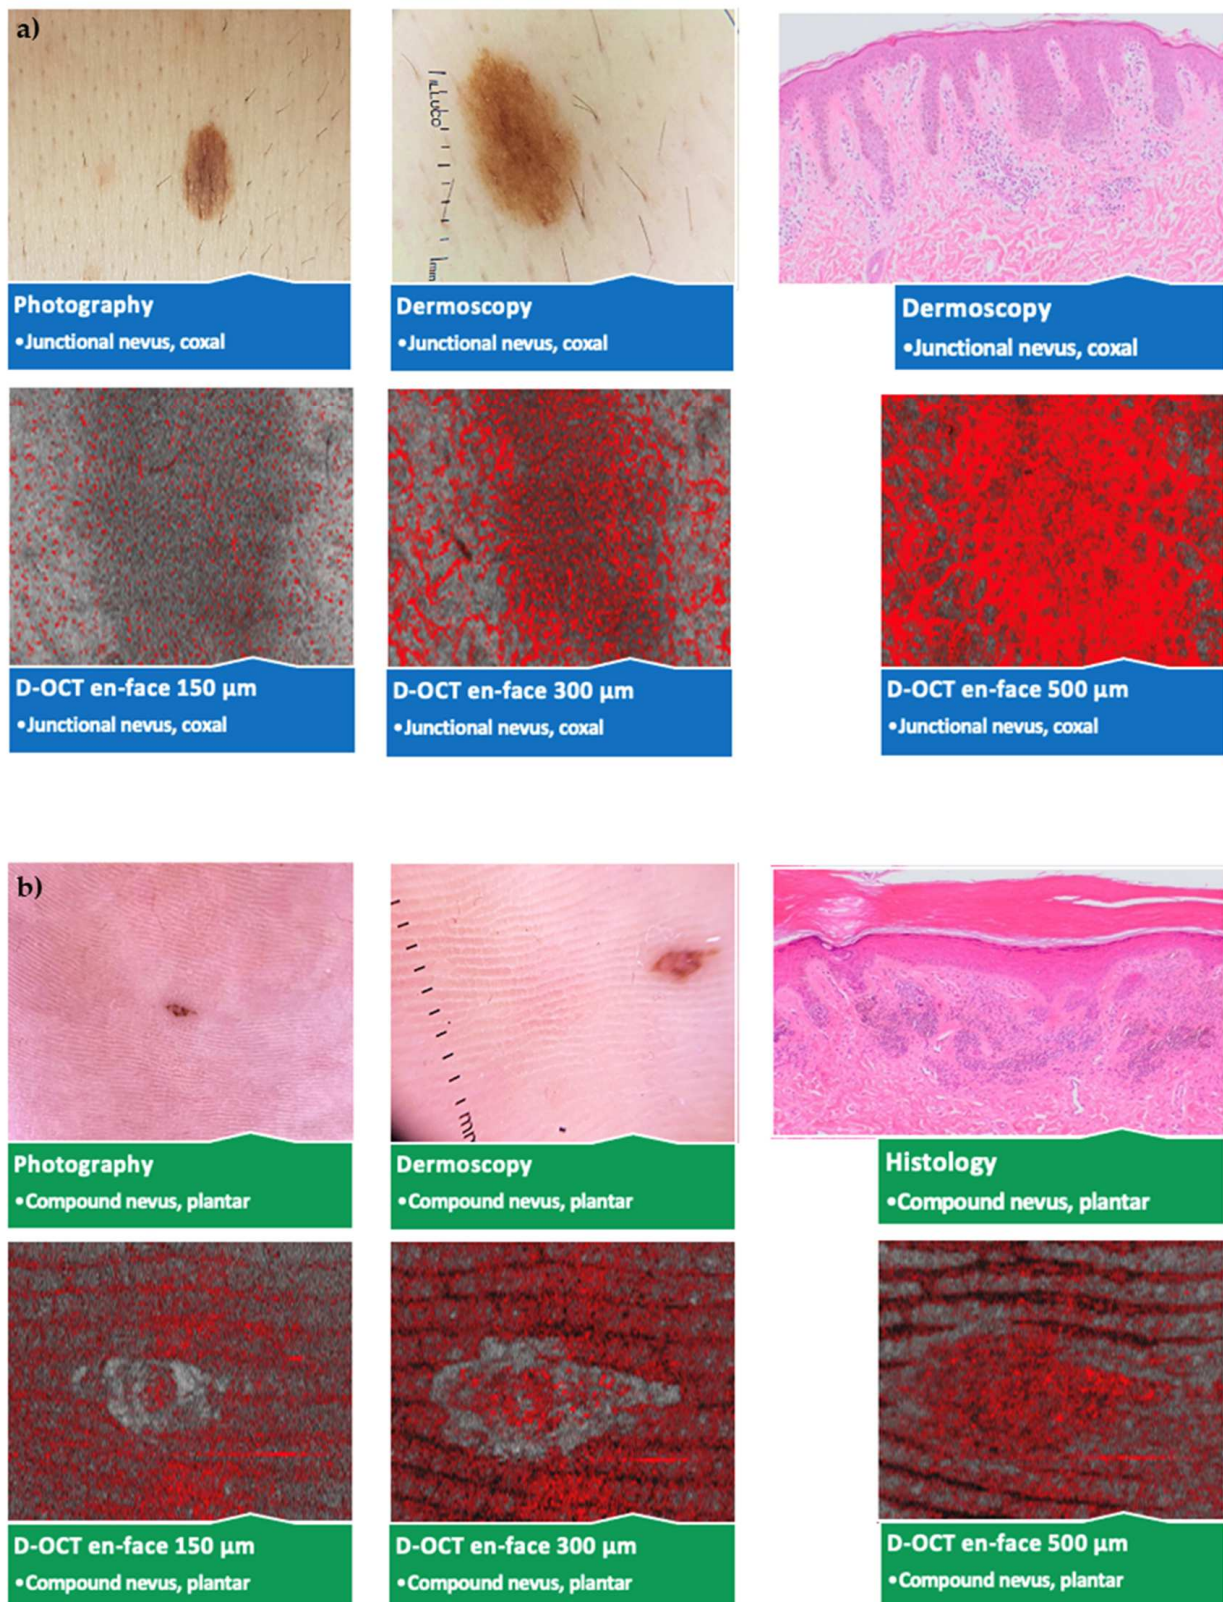 a)
Photography
•Junctional nevus, coxal
ILLUCO
1mm
Dermoscopy
•Junctional nevus, coxal
Dermoscopy
•Junctional nevus, coxal
D-OCT en-face 150 µm
•Junctional nevus, coxal
D-OCT en-face 300 µm
•Junctional nevus, coxal
D-OCT en-face 500 µm
•Junctional nevus, coxal
b)
Photography
•Compound nevus, plantar
Dermoscopy
•Compound nevus, plantar
Histology
•Compound nevus, plantar
D-OCT en-face 150 µm
•Compound nevus, plantar
D-OCT en-face 300 µm
•Compound nevus, plantar
D-OCT en-face 500 µm
•Compound nevus, plantar